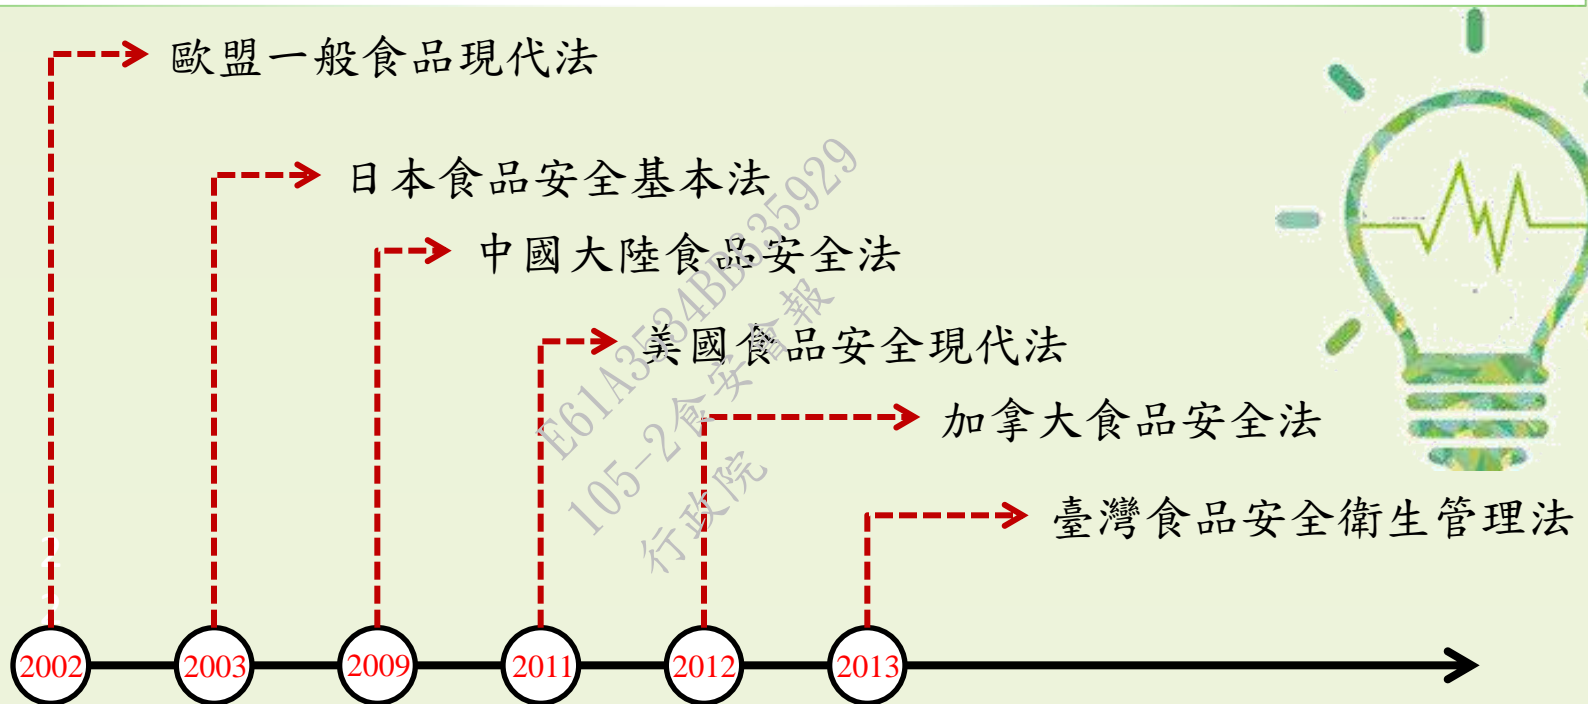 歐盟一般食品現代法
日本食品安全基本法
中國大陸食品安全法
美國食品安全現代法
加拿大食品安全法
臺灣食品安全衛生管理法
E61A3534BD835929
105-2食安會報
行政院
2002 2003 2009 2011 2012 2013